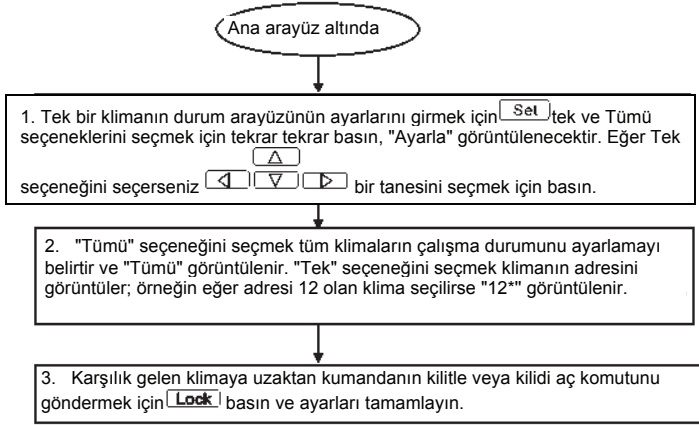 Ana arayüz altında
1. Tek bir klimanın durum arayüzünün ayarlarını girmek için Set tek ve Tümü
seçeneklerini seçmek için tekrar tekrar basın, "Ayarla" görüntülenecektir. Eğer Tek
seçeneğini seçerseniz bir tanesini seçmek için basın.
2. "Tümü" seçeneğini seçmek tüm klimaların çalışma durumunu ayarlamayı
belirtir ve "Tümü" görüntülenir. "Tek" seçeneğini seçmek klimanın adresini
görüntüler; örneğin eğer adresi 12 olan klima seçilirse "12*" görüntülenir.
3. Karşılık gelen klimaya uzaktan kumandanın kilitle veya kilidi aç komutunu
göndermek için Lock basın ve ayarları tamamlayın.